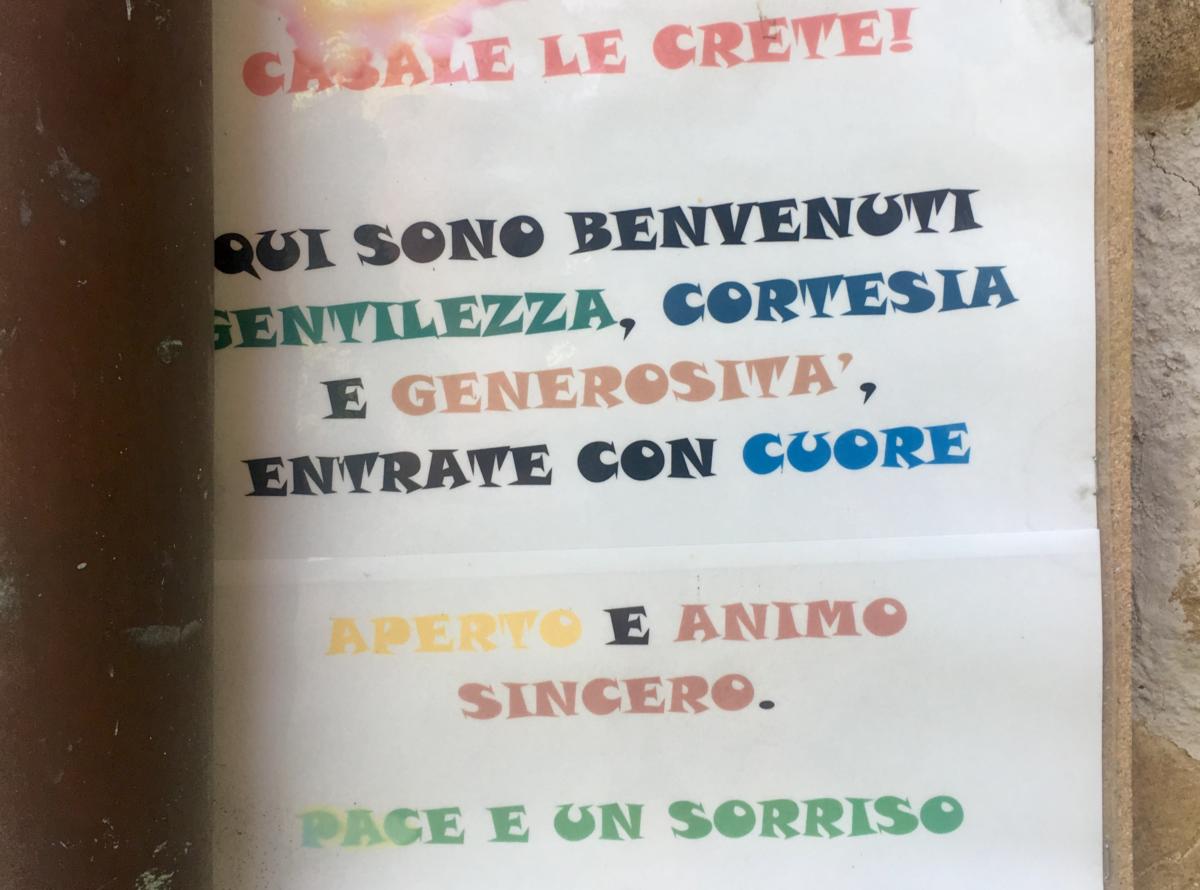 CASALE LE CRETE!
QUI SONO BENVENUTI
GENTILEZZA, CORTESIA
E GENEROSITA',
ENTRATE CON CUORE
APERTO E ANIMO
SINCERO.
PACE E UN SORRISO